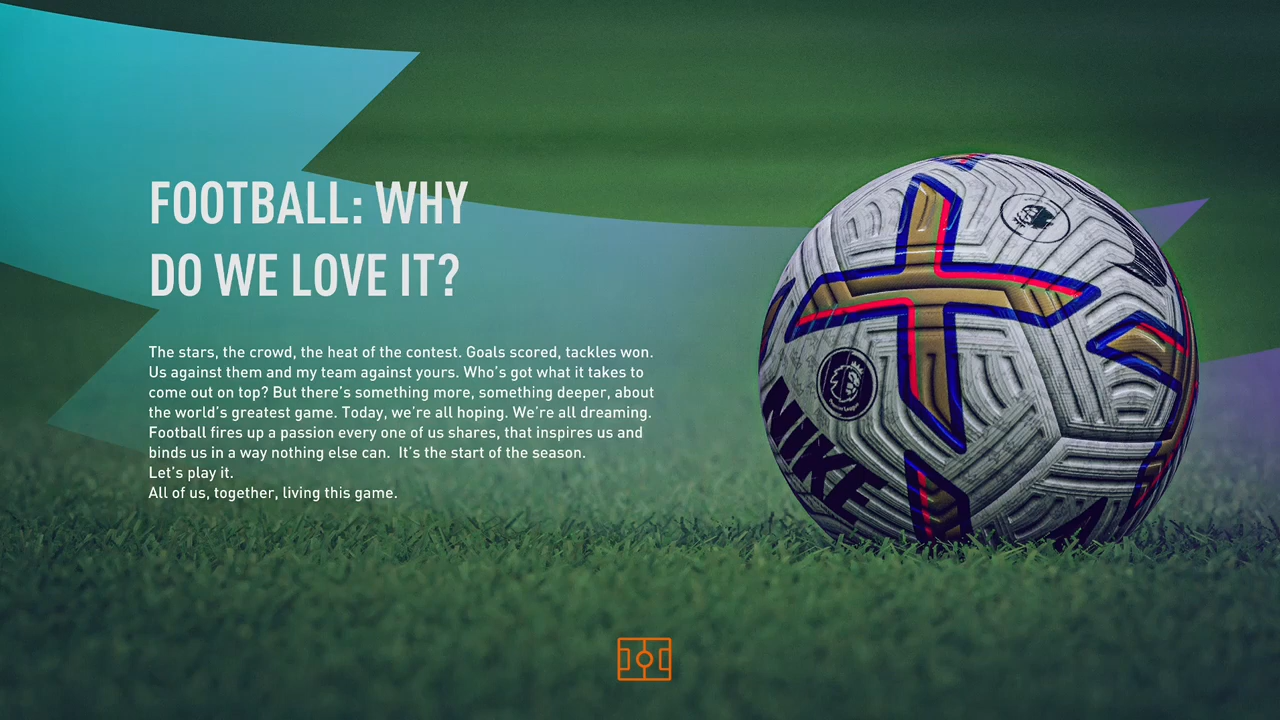 FOOTBALL: WHY
DO WE LOVE IT?
The stars, the crowd, the heat of the contest. Goals scored, tackles won.
Us against them and my team against yours. Who's got what it takes to
come out on top? But there's something more, something deeper, about
the world's greatest game. Today, we're all hoping. We're all dreaming.
Football fires up a passion every one of us shares, that inspires us and
binds us in a way nothing else can.  It's the start of the season.
Let's play it.
All of us, together, living this game.
Premier League
NIKE